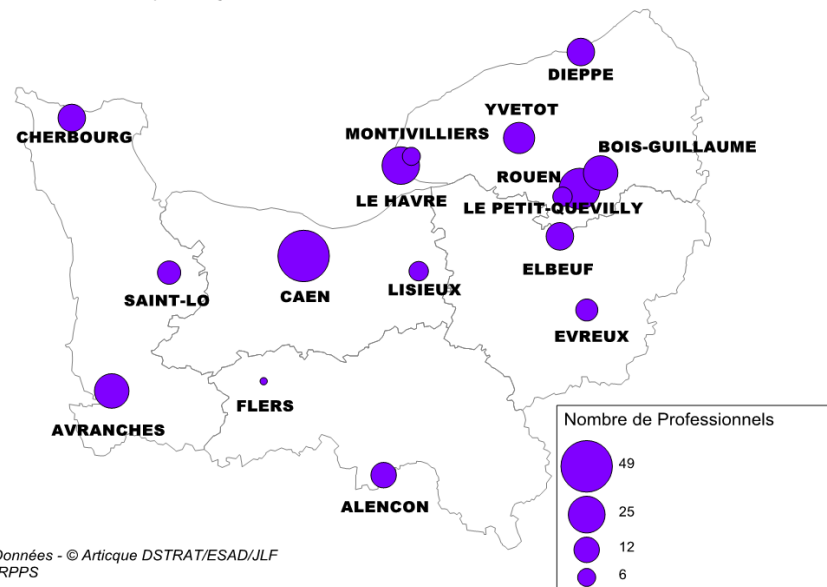 DIEPPE
YVETOT
CHERBOURG
MONTIVILLIERS
BOIS-GUILLAUME
ROUEN
LE HAVRE
LE PETIT-QUEVILLY
ELBEUF
SAINT-LO
CAEN
LISIEUX
EVREUX
FLERS
AVRANCHES
ALENCON
Nombre de Professionnels
49
25
12
6
Données - © Articque DSTRAT/ESAD/JLF
RPPS